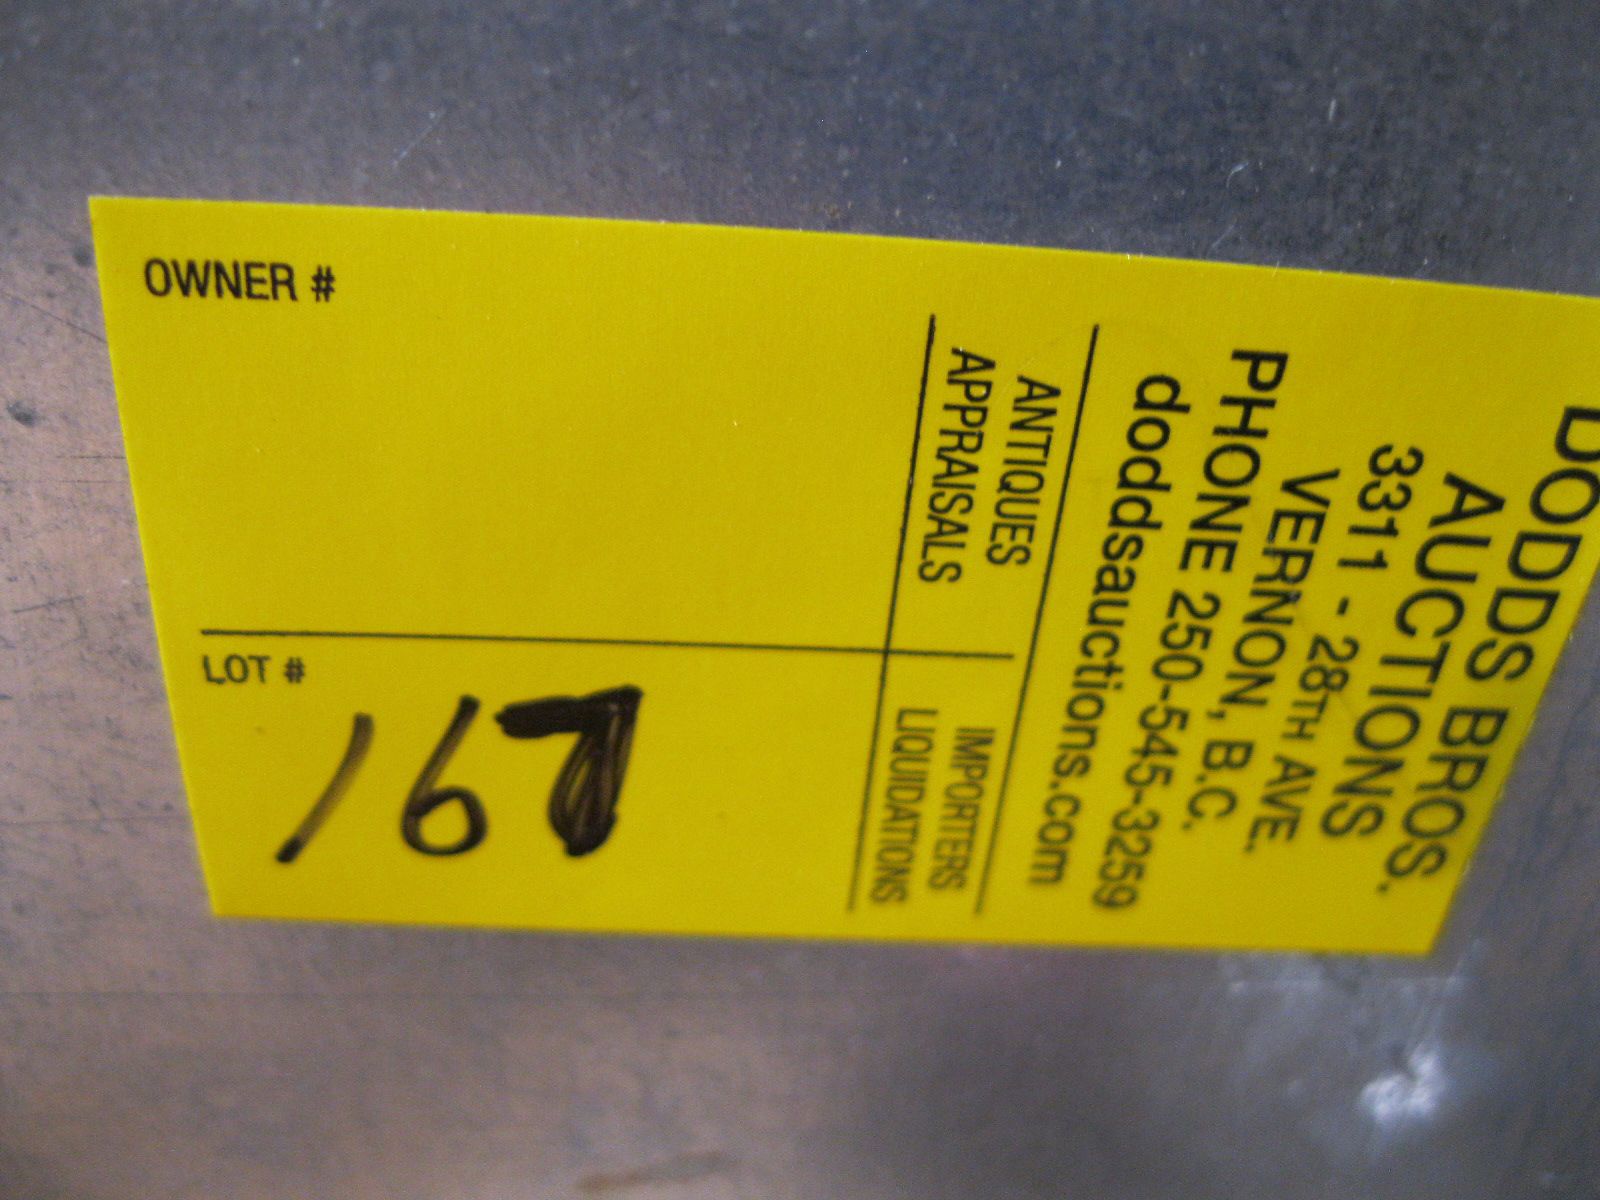 OWNER #
LOT #
167
DODDS BROS.
AUCTIONS
3311 - 28TH AVE.
VERNON, B.C.
PHONE 250-545-3259
doddsauctions.com
ANTIQUES
APPRAISALS
IMPORTERS
LIQUIDATIONS